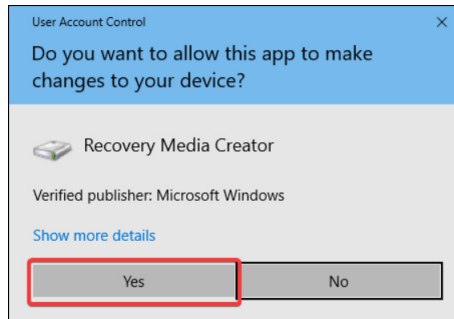 User Account Control
Do you want to allow this app to make
changes to your device?
Recovery Media Creator
Verified publisher: Microsoft Windows
Show more details
Yes
No